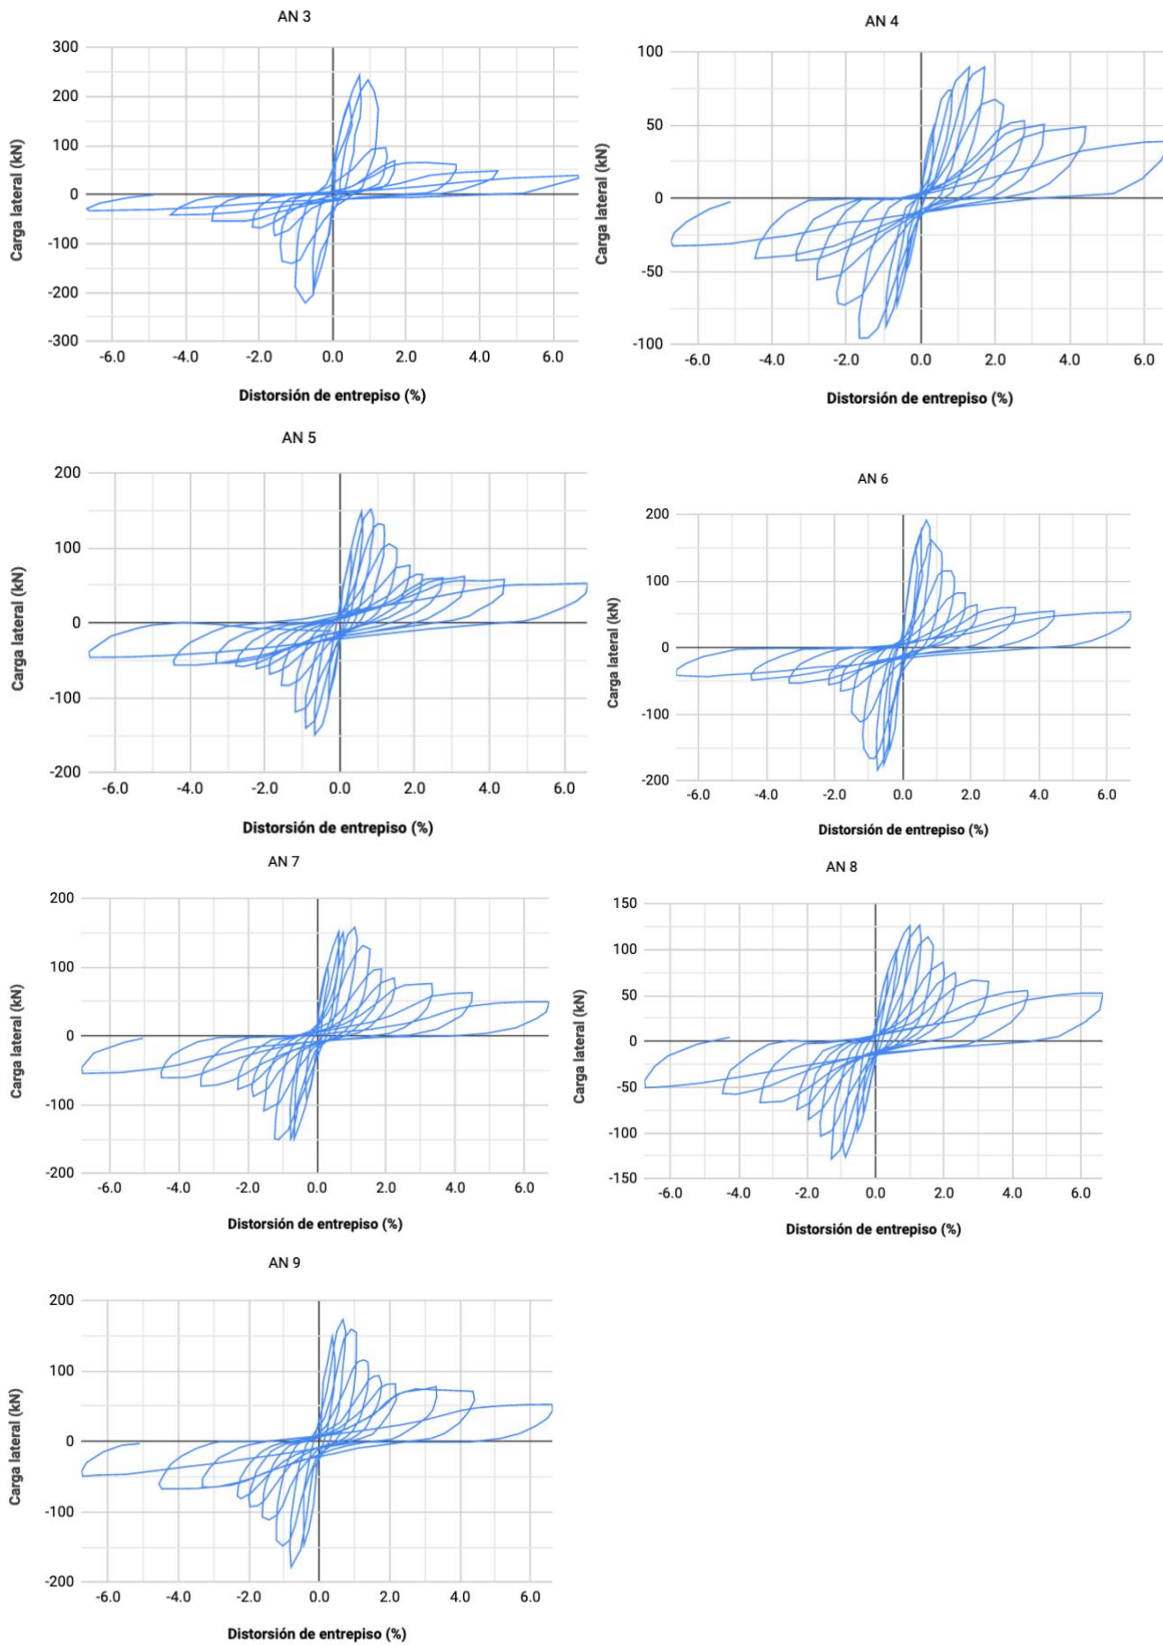 AN 3
300
200
100
0
-100
-200
-300
-6.0 -4.0 -2.0 0.0 2.0 4.0 6.0
Carga lateral (kN)
Distorsión de entrepiso (%)
AN 4
100
50
0
-50
-100
-6.0 -4.0 -2.0 0.0 2.0 4.0 6.0
Carga lateral (kN)
Distorsión de entrepiso (%)
AN 5
200
100
0
-100
-200
-6.0 -4.0 -2.0 0.0 2.0 4.0 6.0
Carga lateral (kN)
Distorsión de entrepiso (%)
AN 6
200
100
0
-100
-200
-6.0 -4.0 -2.0 0.0 2.0 4.0 6.0
Carga lateral (kN)
Distorsión de entrepiso (%)
AN 7
200
100
0
-100
-200
-6.0 -4.0 -2.0 0.0 2.0 4.0 6.0
Carga lateral (kN)
Distorsión de entrepiso (%)
AN 8
150
100
50
0
-50
-100
-150
-6.0 -4.0 -2.0 0.0 2.0 4.0 6.0
Carga lateral (kN)
Distorsión de entrepiso (%)
AN 9
200
100
0
-100
-200
-6.0 -4.0 -2.0 0.0 2.0 4.0 6.0
Carga lateral (kN)
Distorsión de entrepiso (%)